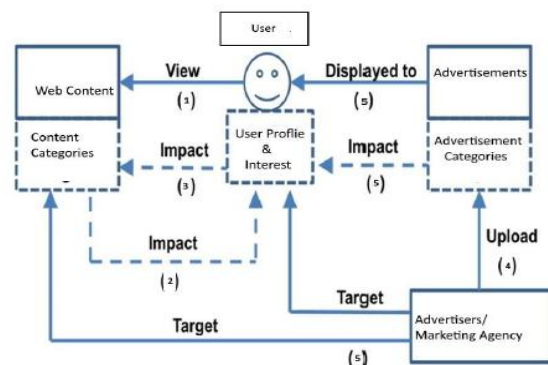 User
View
Displayed to
Web Content
Advertisements
(1)
(5)
Content
Categories
User Profile
&
Interest
Advertisement
Categories
Impact
Impact
(3)
(5)
Impact
Upload
(2)
(4)
Target
Target
Advertisers/
Marketing Agency
(5)